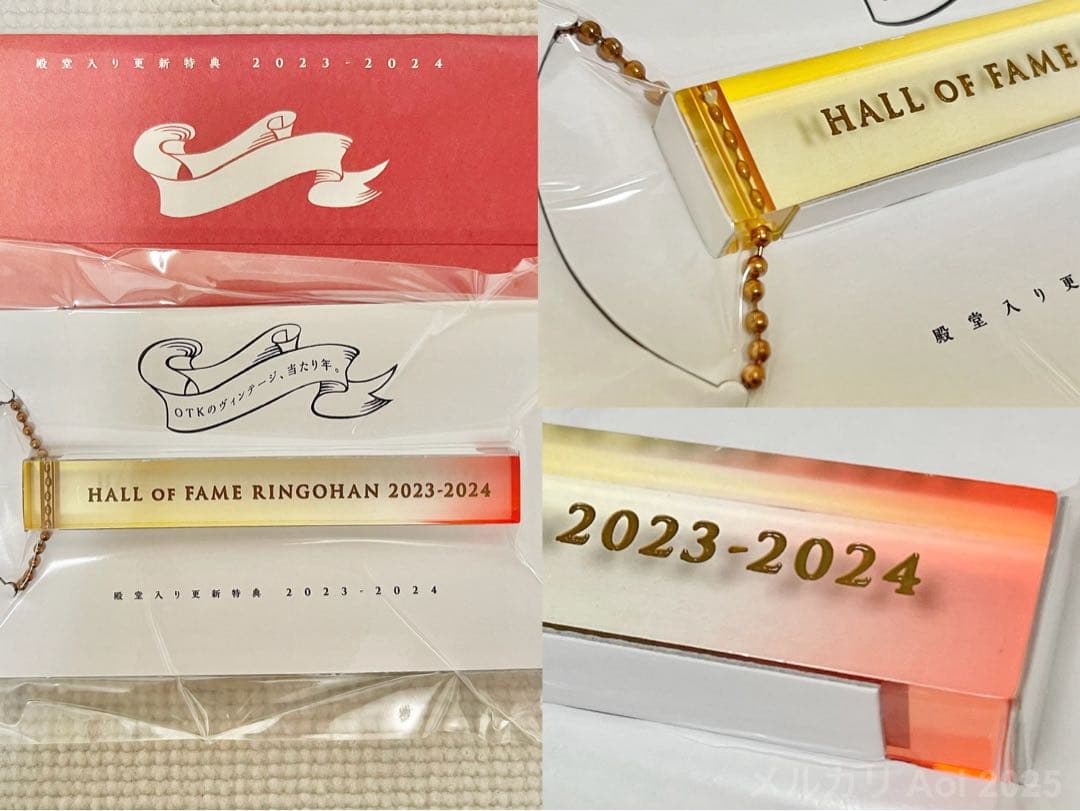 殿堂入り更新特典 2023-2024
OTKのヴィンテージ、当たり年。
HALL OF FAME RINGOHAN 2023-2024
殿堂入り更新特典 2023-2024
HALL OF FAME
殿堂入り更
2023-2024
メルカリ Aoi 2025